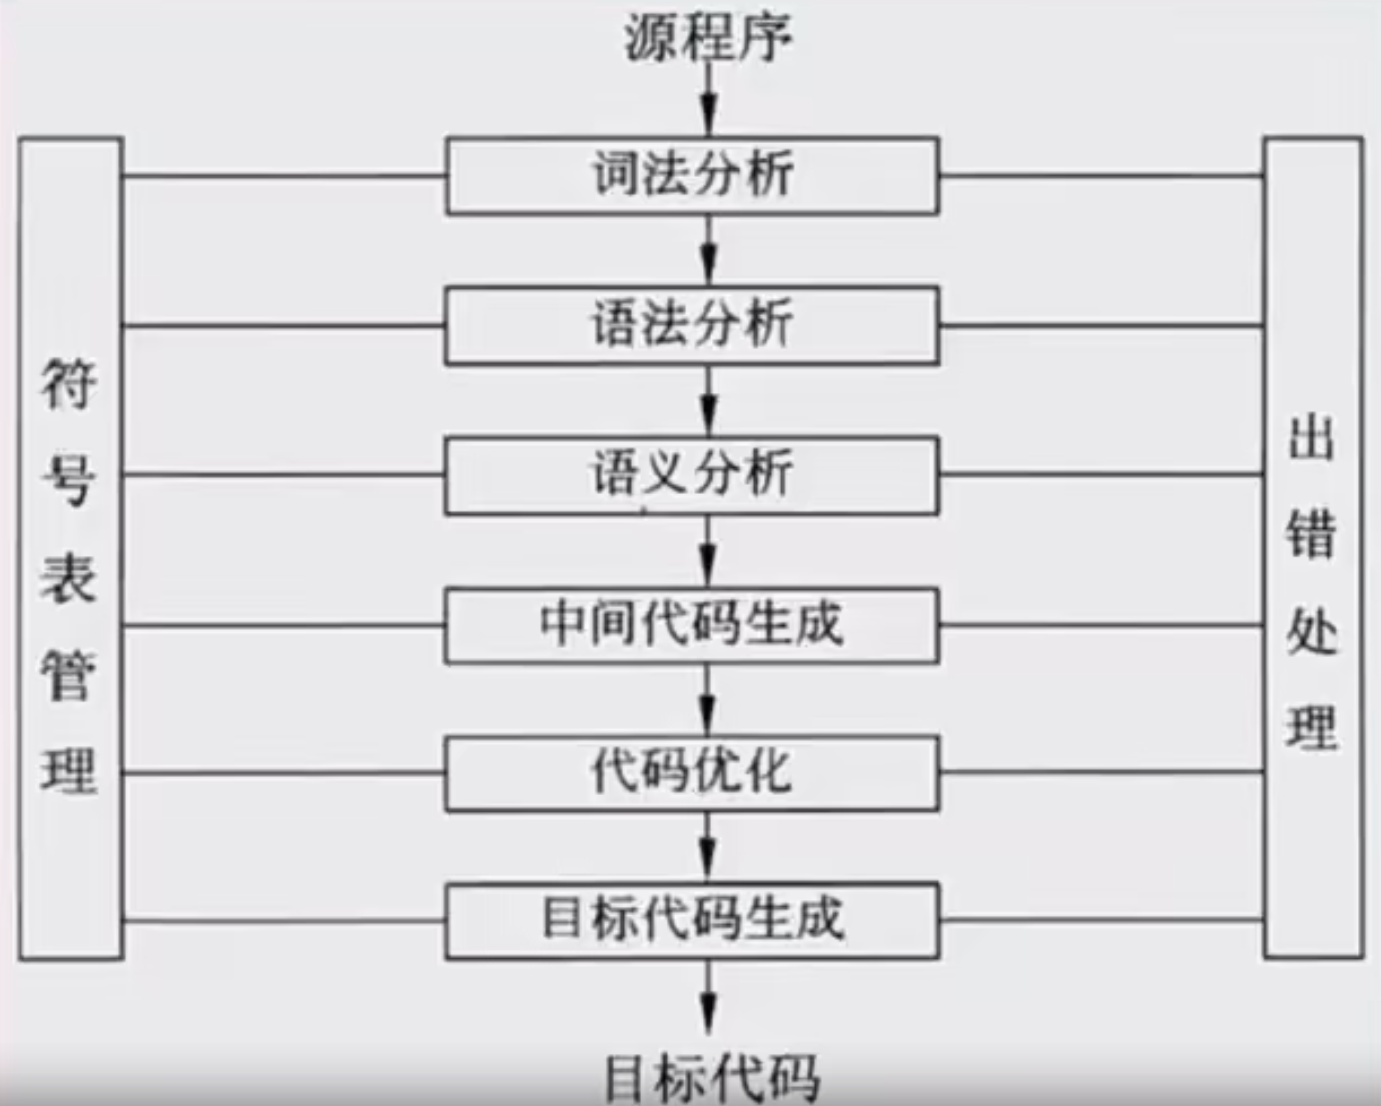 源程序
词法分析
语法分析
语义分析
中间代码生成
代码优化
目标代码生成
目标代码
符号表管理
出错处理